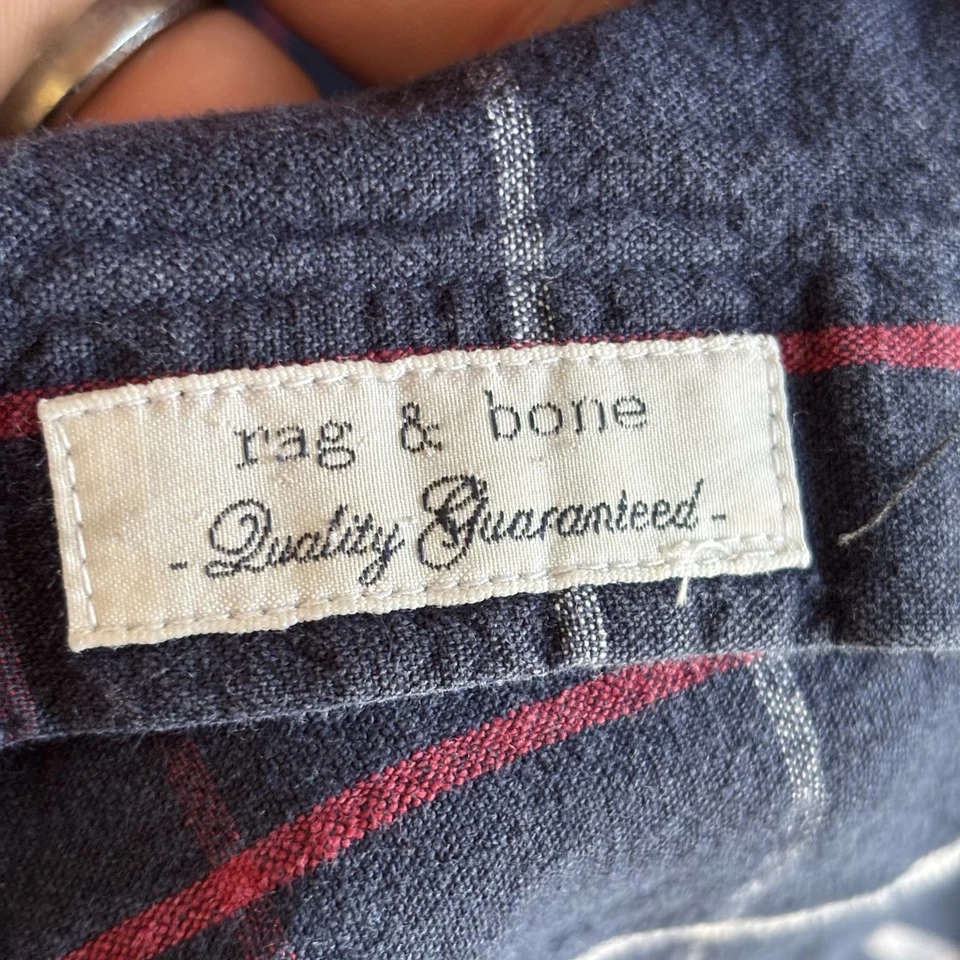 rag & bone
- Quality Guaranteed -